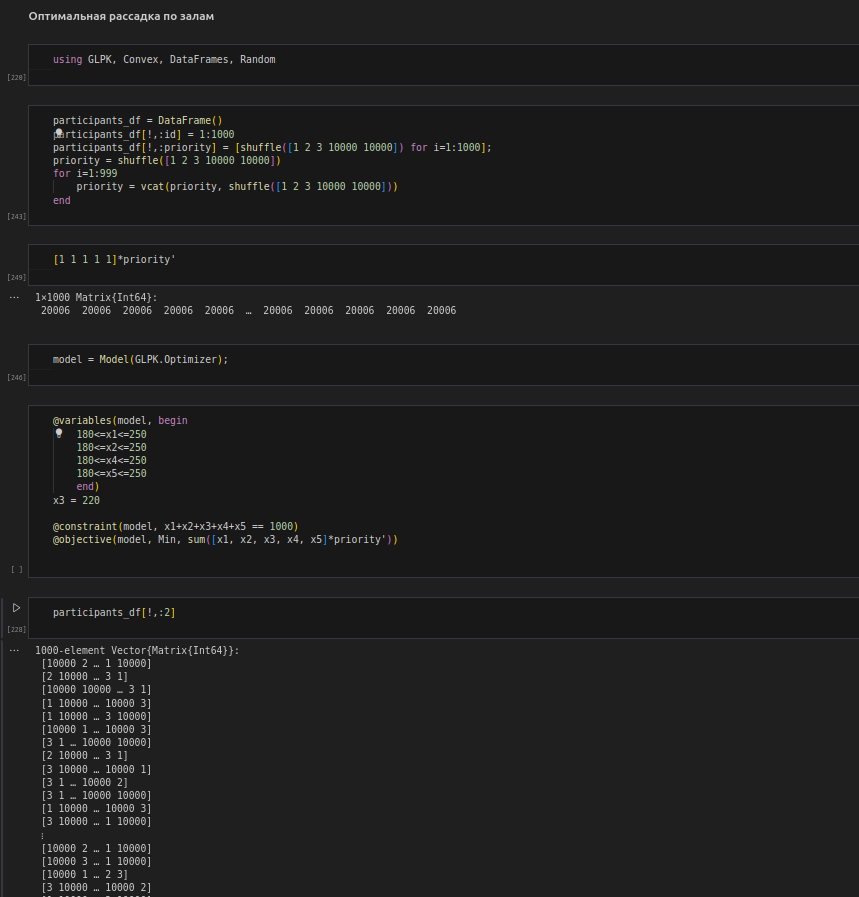 Оптимальная рассадка по залам
using GLPK, Convex, DataFrames, Random
[220]
participants_df = DataFrame()
participants_df[!,:id] = 1:1000
participants_df[!,:priority] = [shuffle([1 2 3 10000 10000]) for i=1:1000];
priority = shuffle([1 2 3 10000 10000])
for i=1:999
    priority = vcat(priority, shuffle([1 2 3 10000 10000]))
end
[243]
[1 1 1 1 1]*priority'
[249]
... 1×1000 Matrix{Int64}:
20006 20006 20006 20006 20006 … 20006 20006 20006 20006 20006
model = Model(GLPK.Optimizer);
[246]
@variables(model, begin
    180<=x1<=250
    180<=x2<=250
    180<=x4<=250
    180<=x5<=250
    end)
x3 = 220
@constraint(model, x1+x2+x3+x4+x5 == 1000)
@objective(model, Min, sum([x1, x2, x3, x4, x5]*priority'))
[ ]
participants_df[!,:2]
[228]
... 1000-element Vector{Matrix{Int64}}:
[10000 2 … 1 10000]
[2 10000 … 3 1]
[10000 10000 … 3 1]
[1 10000 … 10000 3]
[1 10000 … 3 10000]
[10000 1 … 10000 3]
[3 1 … 10000 10000]
[2 10000 … 3 1]
[3 10000 … 10000 1]
[3 1 … 10000 2]
[3 1 … 10000 10000]
[1 10000 … 10000 3]
[3 10000 … 1 10000]
⋮
[10000 2 … 1 10000]
[10000 3 … 1 10000]
[10000 1 … 2 3]
[3 10000 … 10000 2]